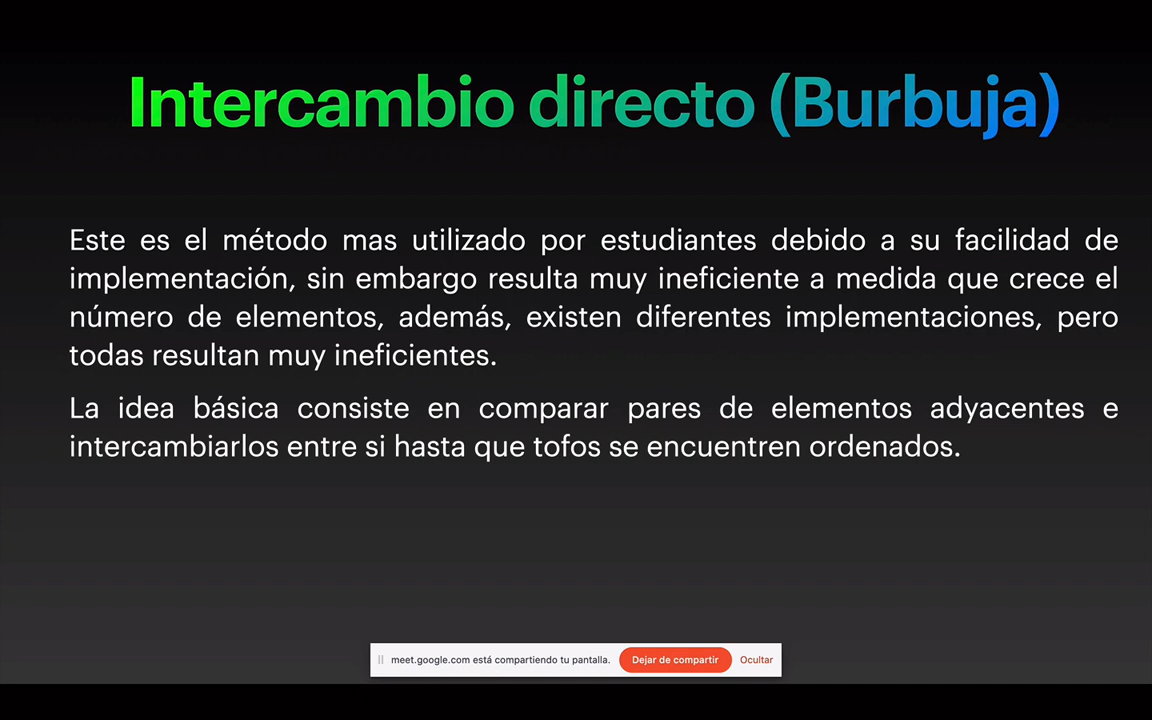 Intercambio directo (Burbuja)
Este es el método mas utilizado por estudiantes debido a su facilidad de
implementación, sin embargo resulta muy ineficiente a medida que crece el
número de elementos, además, existen diferentes implementaciones, pero
todas resultan muy ineficientes.
La idea básica consiste en comparar pares de elementos adyacentes e
intercambiarlos entre si hasta que tofos se encuentren ordenados.
meet.google.com está compartiendo tu pantalla. Dejar de compartir Ocultar